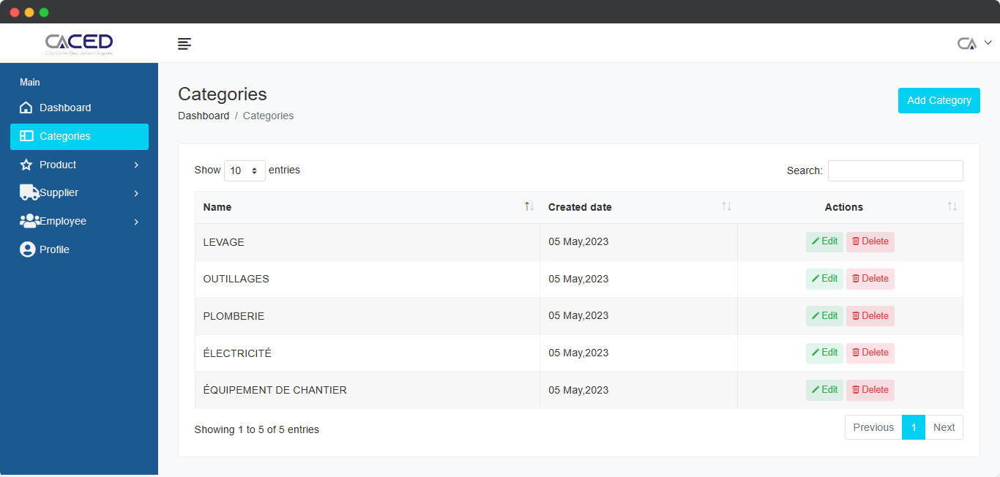 CACED
CA
Main
Dashboard
Categories
Product
Supplier
Employee
Profile
Categories
Dashboard / Categories
Add Category
Show 10 entries
Search:
Name Created date Actions
LEVAGE 05 May,2023 Edit Delete
OUTILLAGES 05 May,2023 Edit Delete
PLOMBERIE 05 May,2023 Edit Delete
ÉLECTRICITÉ 05 May,2023 Edit Delete
ÉQUIPEMENT DE CHANTIER 05 May,2023 Edit Delete
Showing 1 to 5 of 5 entries
Previous 1 Next